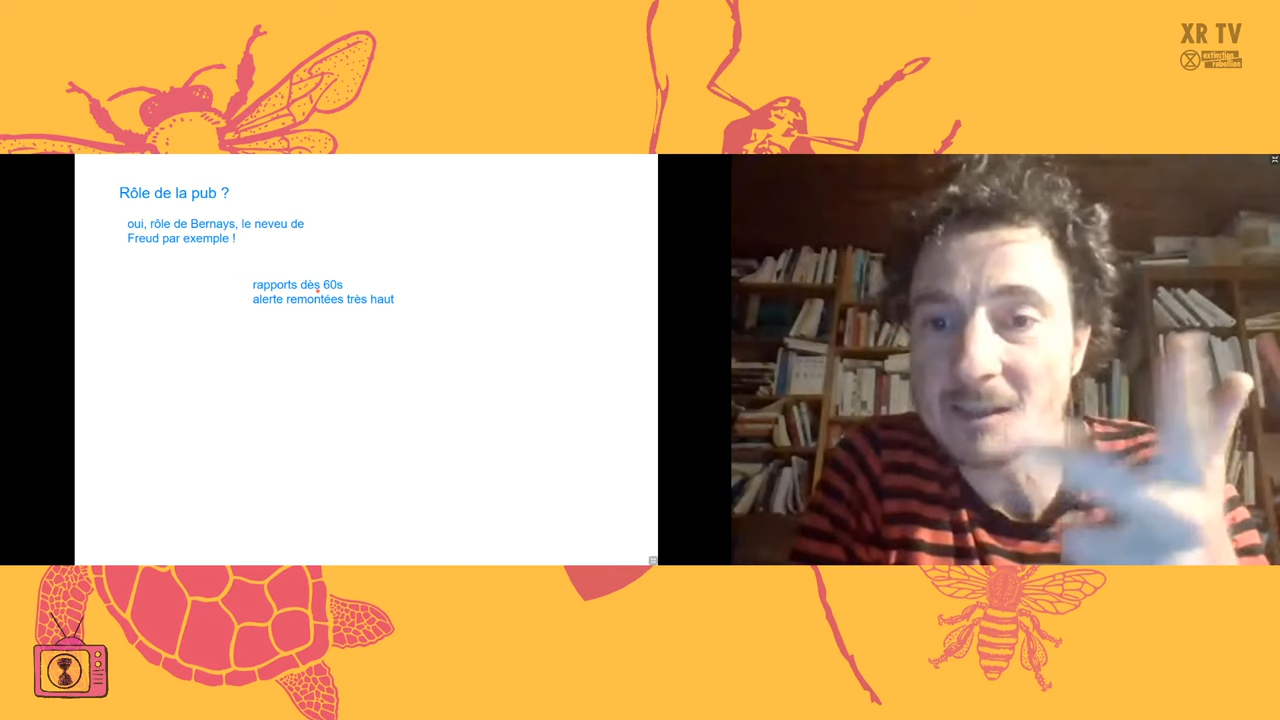 XR TV
extinction
rebellion
Rôle de la pub ?
oui, rôle de Bernays, le neveu de
Freud par exemple !
rapports dès 60s
alerte remontées très haut